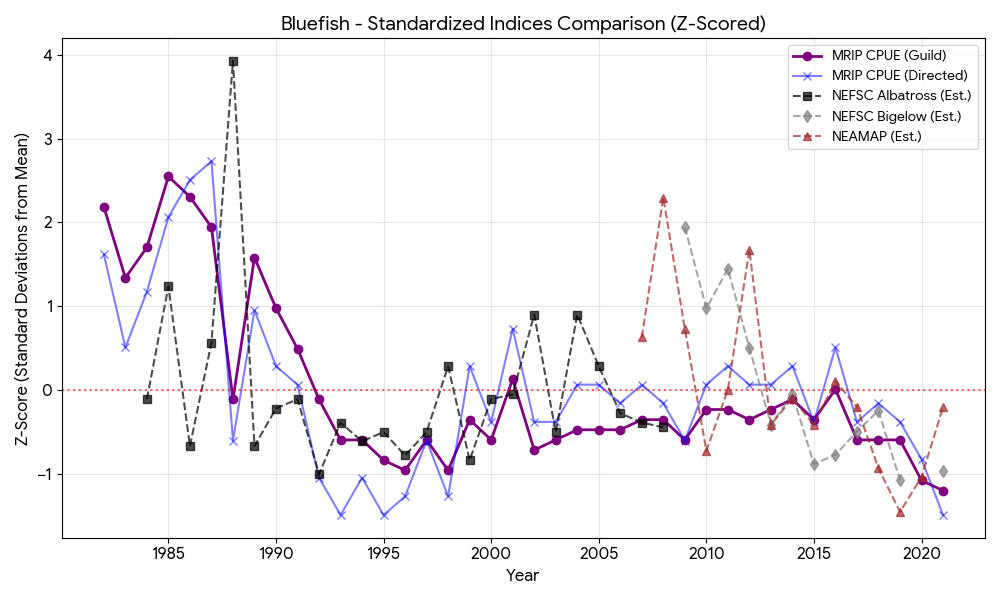 Bluefish - Standardized Indices Comparison (Z-Scored)
MRIP CPUE (Guild)
MRIP CPUE (Directed)
NEFSC Albatross (Est.)
NEFSC Bigelow (Est.)
NEAMAP (Est.)
Z-Score (Standard Deviations from Mean)
4
3
2
1
0
−1
1985 1990 1995 2000 2005 2010 2015 2020
Year